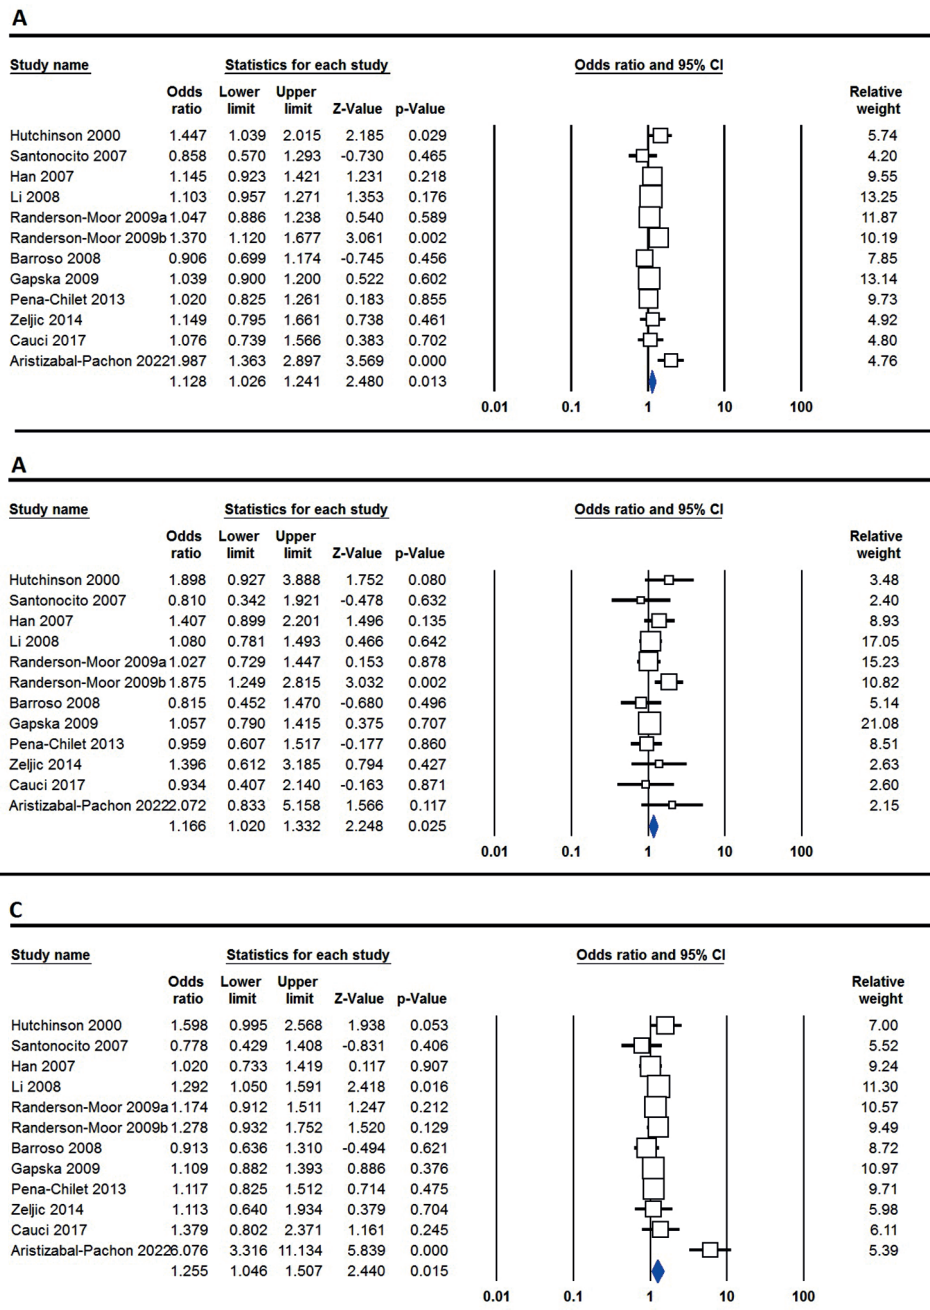 A
Study name Statistics for each study Odds ratio and 95% CI
Odds Lower Upper Relative
ratio limit limit Z-Value p-Value weight
Hutchinson 2000 1.447 1.039 2.015 2.185 0.029 5.74
Santonocito 2007 0.858 0.570 1.293 -0.730 0.465 4.20
Han 2007 1.145 0.923 1.421 1.231 0.218 9.55
Li 2008 1.103 0.957 1.271 1.353 0.176 13.25
Randerson-Moor 2009a 1.047 0.886 1.238 0.540 0.589 11.87
Randerson-Moor 2009b 1.370 1.120 1.677 3.061 0.002 10.19
Barroso 2008 0.906 0.699 1.174 -0.745 0.456 7.85
Gapska 2009 1.039 0.900 1.200 0.522 0.602 13.14
Pena-Chilet 2013 1.020 0.825 1.261 0.183 0.855 9.73
Zeljic 2014 1.149 0.795 1.661 0.738 0.461 4.92
Cauci 2017 1.076 0.739 1.566 0.383 0.702 4.80
Aristizabal-Pachon 2022 1.987 1.363 2.897 3.569 0.000 4.76
1.128 1.026 1.241 2.480 0.013
0.01 0.1 1 10 100
A
Study name Statistics for each study Odds ratio and 95% CI
Odds Lower Upper Relative
ratio limit limit Z-Value p-Value weight
Hutchinson 2000 1.898 0.927 3.888 1.752 0.080 3.48
Santonocito 2007 0.810 0.342 1.921 -0.478 0.632 2.40
Han 2007 1.407 0.899 2.201 1.496 0.135 8.93
Li 2008 1.080 0.781 1.493 0.466 0.642 17.05
Randerson-Moor 2009a 1.027 0.729 1.447 0.153 0.878 15.23
Randerson-Moor 2009b 1.875 1.249 2.815 3.032 0.002 10.82
Barroso 2008 0.815 0.452 1.470 -0.680 0.496 5.14
Gapska 2009 1.057 0.790 1.415 0.375 0.707 21.08
Pena-Chilet 2013 0.959 0.607 1.517 -0.177 0.860 8.51
Zeljic 2014 1.396 0.612 3.185 0.794 0.427 2.63
Cauci 2017 0.934 0.407 2.140 -0.163 0.871 2.60
Aristizabal-Pachon 2022 2.072 0.833 5.158 1.566 0.117 2.15
1.166 1.020 1.332 2.248 0.025
0.01 0.1 1 10 100
C
Study name Statistics for each study Odds ratio and 95% CI
Odds Lower Upper Relative
ratio limit limit Z-Value p-Value weight
Hutchinson 2000 1.598 0.995 2.568 1.938 0.053 7.00
Santonocito 2007 0.778 0.429 1.408 -0.831 0.406 5.52
Han 2007 1.020 0.733 1.419 0.117 0.907 9.24
Li 2008 1.292 1.050 1.591 2.418 0.016 11.30
Randerson-Moor 2009a 1.174 0.912 1.511 1.247 0.212 10.57
Randerson-Moor 2009b 1.278 0.932 1.752 1.520 0.129 9.49
Barroso 2008 0.913 0.636 1.310 -0.494 0.621 8.72
Gapska 2009 1.109 0.882 1.393 0.886 0.376 10.97
Pena-Chilet 2013 1.117 0.825 1.512 0.714 0.475 9.71
Zeljic 2014 1.113 0.640 1.934 0.379 0.704 5.98
Cauci 2017 1.379 0.802 2.371 1.161 0.245 6.11
Aristizabal-Pachon 2022 6.076 3.316 11.134 5.839 0.000 5.39
1.255 1.046 1.507 2.440 0.015
0.01 0.1 1 10 100